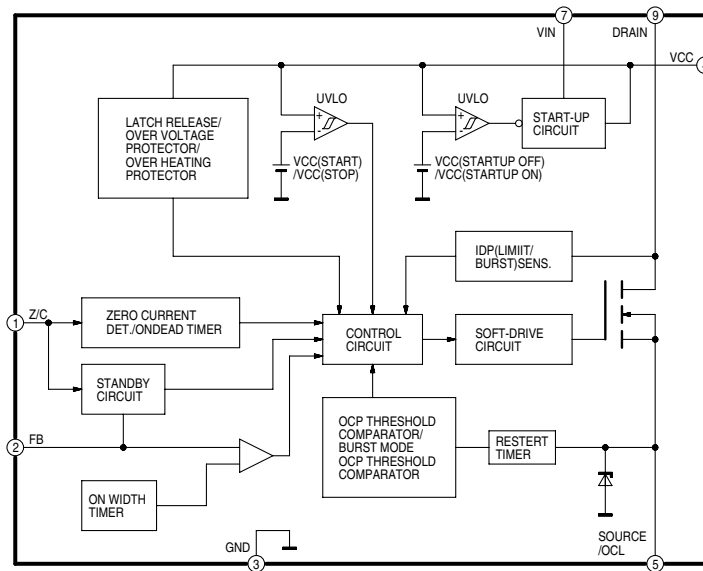 7
9
VIN
DRAIN
VCC
UVLO
UVLO
LATCH RELEASE/
OVER VOLTAGE
PROTECTOR/
OVER HEATING
PROTECTOR
+
-
+
-
START-UP
CIRCUIT
VCC(START)
/VCC(STOP)
VCC(STARTUP OFF)
/VCC(STARTUP ON)
IDP(LIMIIT/
BURST)SENS.
1
Z/C
ZERO CURRENT
DET./ONDEAD TIMER
CONTROL
CIRCUIT
SOFT-DRIVE
CIRCUIT
STANDBY
CIRCUIT
2
FB
OCP THRESHOLD
COMPARATOR/
BURST MODE
OCP THRESHOLD
COMPARATOR
RESTERT
TIMER
ON WIDTH
TIMER
GND
3
SOURCE
/OCL
5